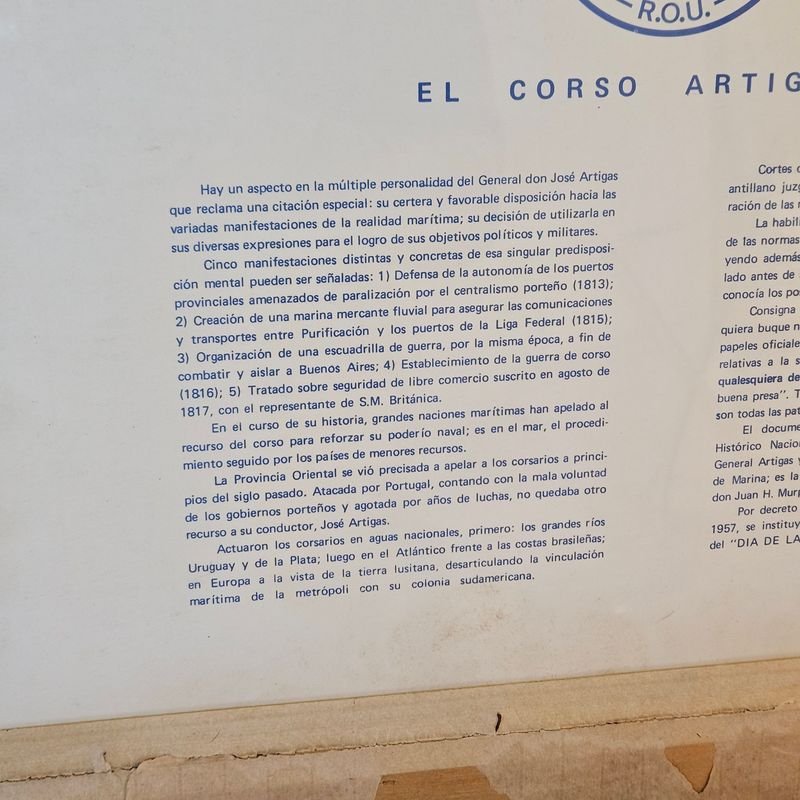 R.O.U.
EL CORSO ARTIG
Hay un aspecto en la múltiple personalidad del General don José Artigas
que reclama una citación especial: su certera y favorable disposición hacia las
variadas manifestaciones de la realidad marítima; su decisión de utilizarla en
sus diversas expresiones para el logro de sus objetivos políticos y militares.
Cinco manifestaciones distintas y concretas de esa singular predisposi-
ción mental pueden ser señaladas: 1) Defensa de la autonomía de los puertos
provinciales amenazados de paralización por el centralismo porteño (1813);
2) Creación de una marina mercante fluvial para asegurar las comunicaciones
y transportes entre Purificación y los puertos de la Liga Federal (1815);
3) Organización de una escuadrilla de guerra, por la misma época, a fin de
combatir y aislar a Buenos Aires; 4) Establecimiento de la guerra de corso
(1816); 5) Tratado sobre seguridad de libre comercio suscrito en agosto de
1817, con el representante de S.M. Británica.
En el curso de su historia, grandes naciones marítimas han apelado al
recurso del corso para reforzar su poderío naval; es en el mar, el procedi-
miento seguido por los países de menores recursos.
La Provincia Oriental se vió precisada a apelar a los corsarios a princi-
pios del siglo pasado. Atacada por Portugal, contando con la mala voluntad
de los gobiernos porteños y agotada por años de luchas, no quedaba otro
recurso a su conductor, José Artigas.
Actuaron los corsarios en aguas nacionales, primero: los grandes ríos
Uruguay y de la Plata; luego en el Atlántico frente a las costas brasileñas;
en Europa a la vista de la tierra lusitana, desarticulando la vinculación
marítima de la metrópoli con su colonia sudamericana.
Cortes
antillano juzg
ración de las
La habil
de las normas
yendo además
lado antes de
conocía los po
Consigna
quiera buque
papeles oficiale
relativas a la s
qualesquiera de
buena presa". T
son todas las pat
El docume
Histórico Nacio
General Artigas y
de Marina; es la
don Juan H. Murp
Por decreto
1957, se instituy
del "DIA DE LA